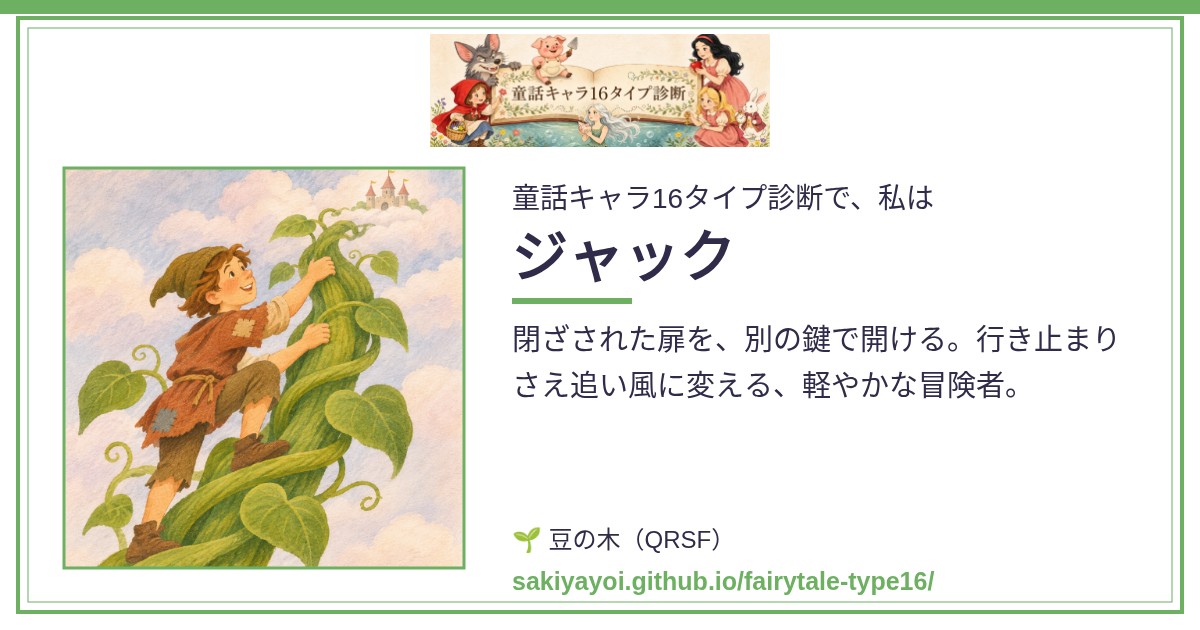 童話キャラ16タイプ診断
童話キャラ16タイプ診断で、私は
ジャック
閉ざされた扉を、別の鍵で開ける。行き止まり
さえ追い風に変える、軽やかな冒険者。
🌱 豆の木（QRSF）
sakiyayoi.github.io/fairytale-type16/